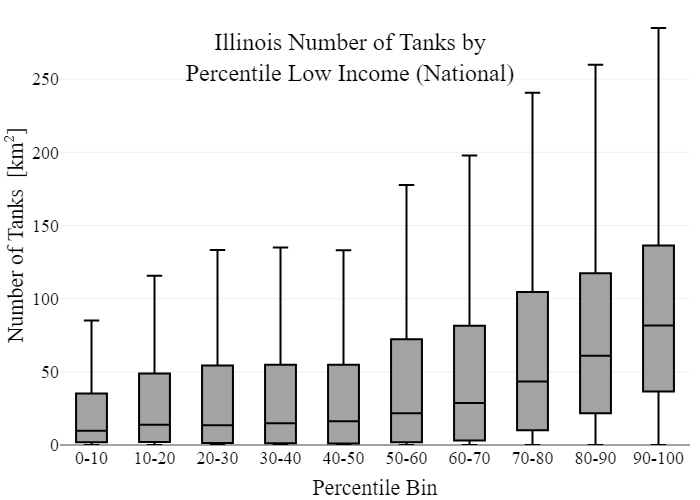 Illinois Number of Tanks by
Percentile Low Income (National)
Number of Tanks [km²]
250
200
150
100
50
0
0-10 10-20 20-30 30-40 40-50 50-60 60-70 70-80 80-90 90-100
Percentile Bin